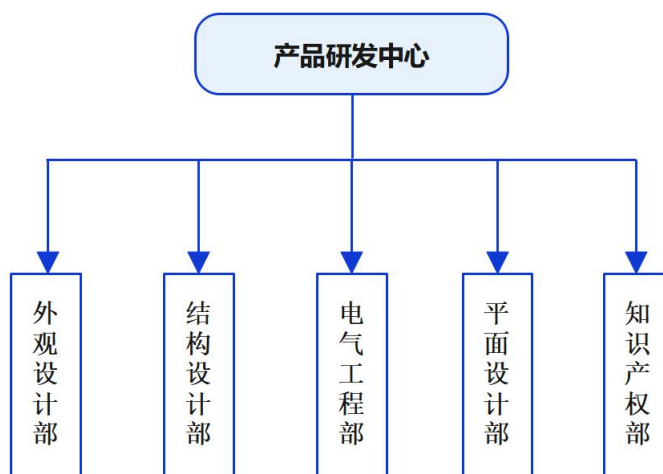 产品研发中心
外观设计部
结构设计部
电气工程部
平面设计部
知识产权部